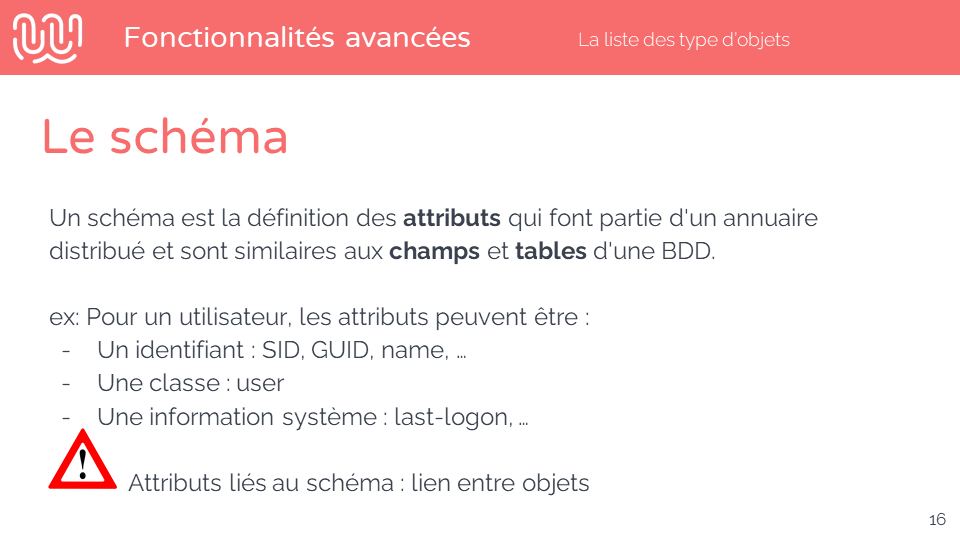 Fonctionnalités avancées
La liste des type d'objets
Le schéma
Un schéma est la définition des attributs qui font partie d'un annuaire
distribué et sont similaires aux champs et tables d'une BDD.
ex: Pour un utilisateur, les attributs peuvent être :
- Un identifiant : SID, GUID, name, …
- Une classe : user
- Une information système : last-logon, …
!
Attributs liés au schéma : lien entre objets
16